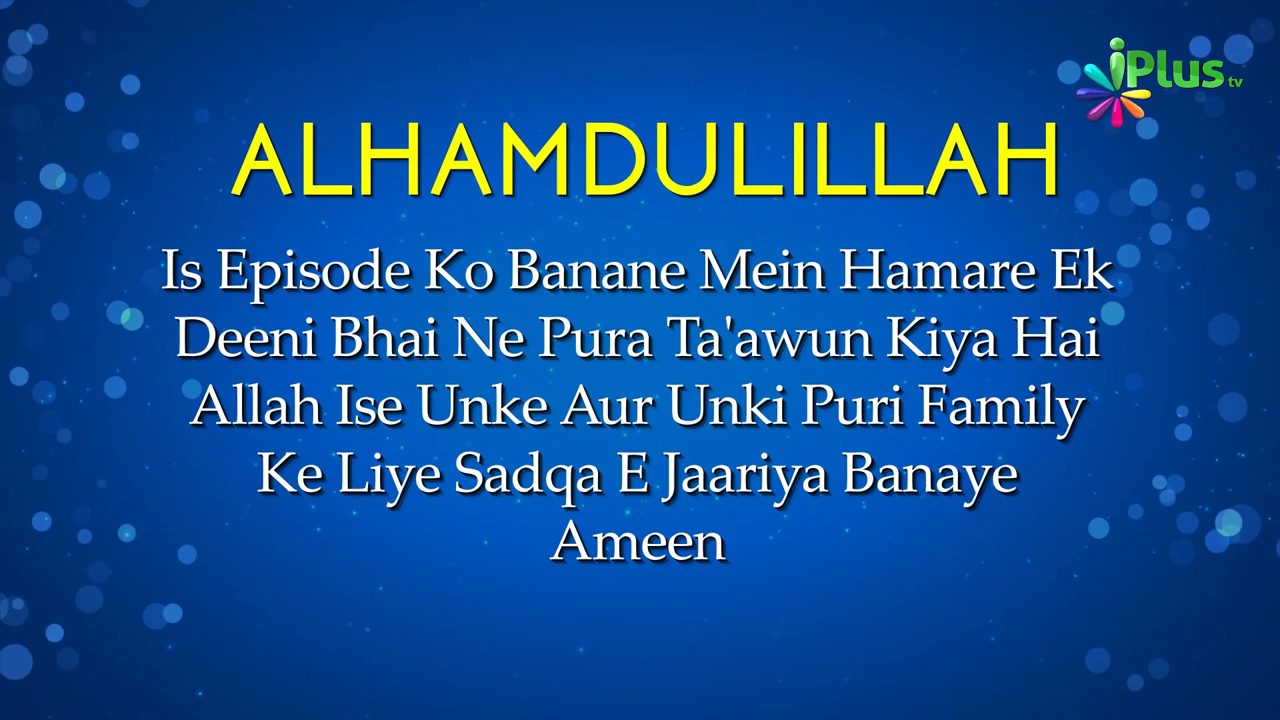 iPlus tv
ALHAMDULILLAH
Is Episode Ko Banane Mein Hamare Ek
Deeni Bhai Ne Pura Ta'awun Kiya Hai
Allah Ise Unke Aur Unki Puri Family
Ke Liye Sadqa E Jaariya Banaye
Ameen